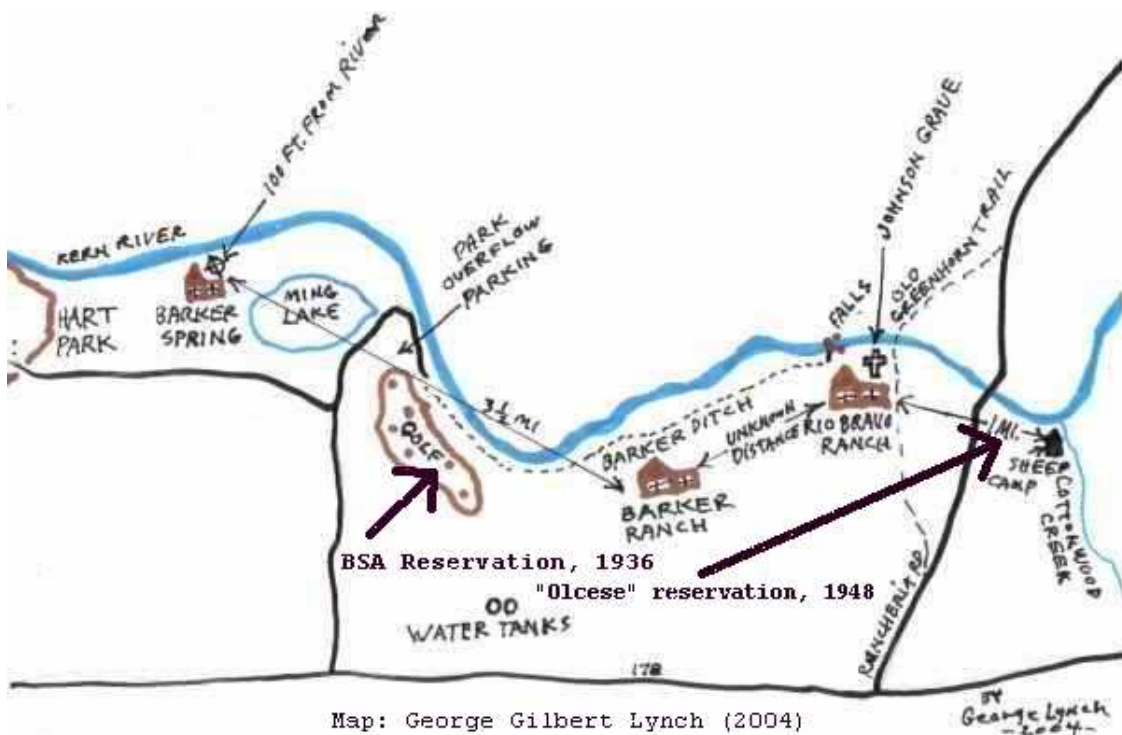 100 FT. FROM RIVER
KERN RIVER
HART
PARK
BARKER
SPRING
MING
LAKE
PARK
OVERFLOW
PARKING
JOHNSON GRAVE
OLD
GREENHORN TRAIL
FALLS
GOLF
3½ MI.
BARKER DITCH
UNKNOWN
DISTANCE
RIO BRAVO
RANCH
1 MI.
SHEEP
CAMP
COTTONWOOD
CREEK
BARKER
RANCH
BSA Reservation, 1936
"Olcese" reservation, 1948
WATER TANKS
RANCHERIA RD
178
BY
George Lynch
-2004-
Map: George Gilbert Lynch (2004)